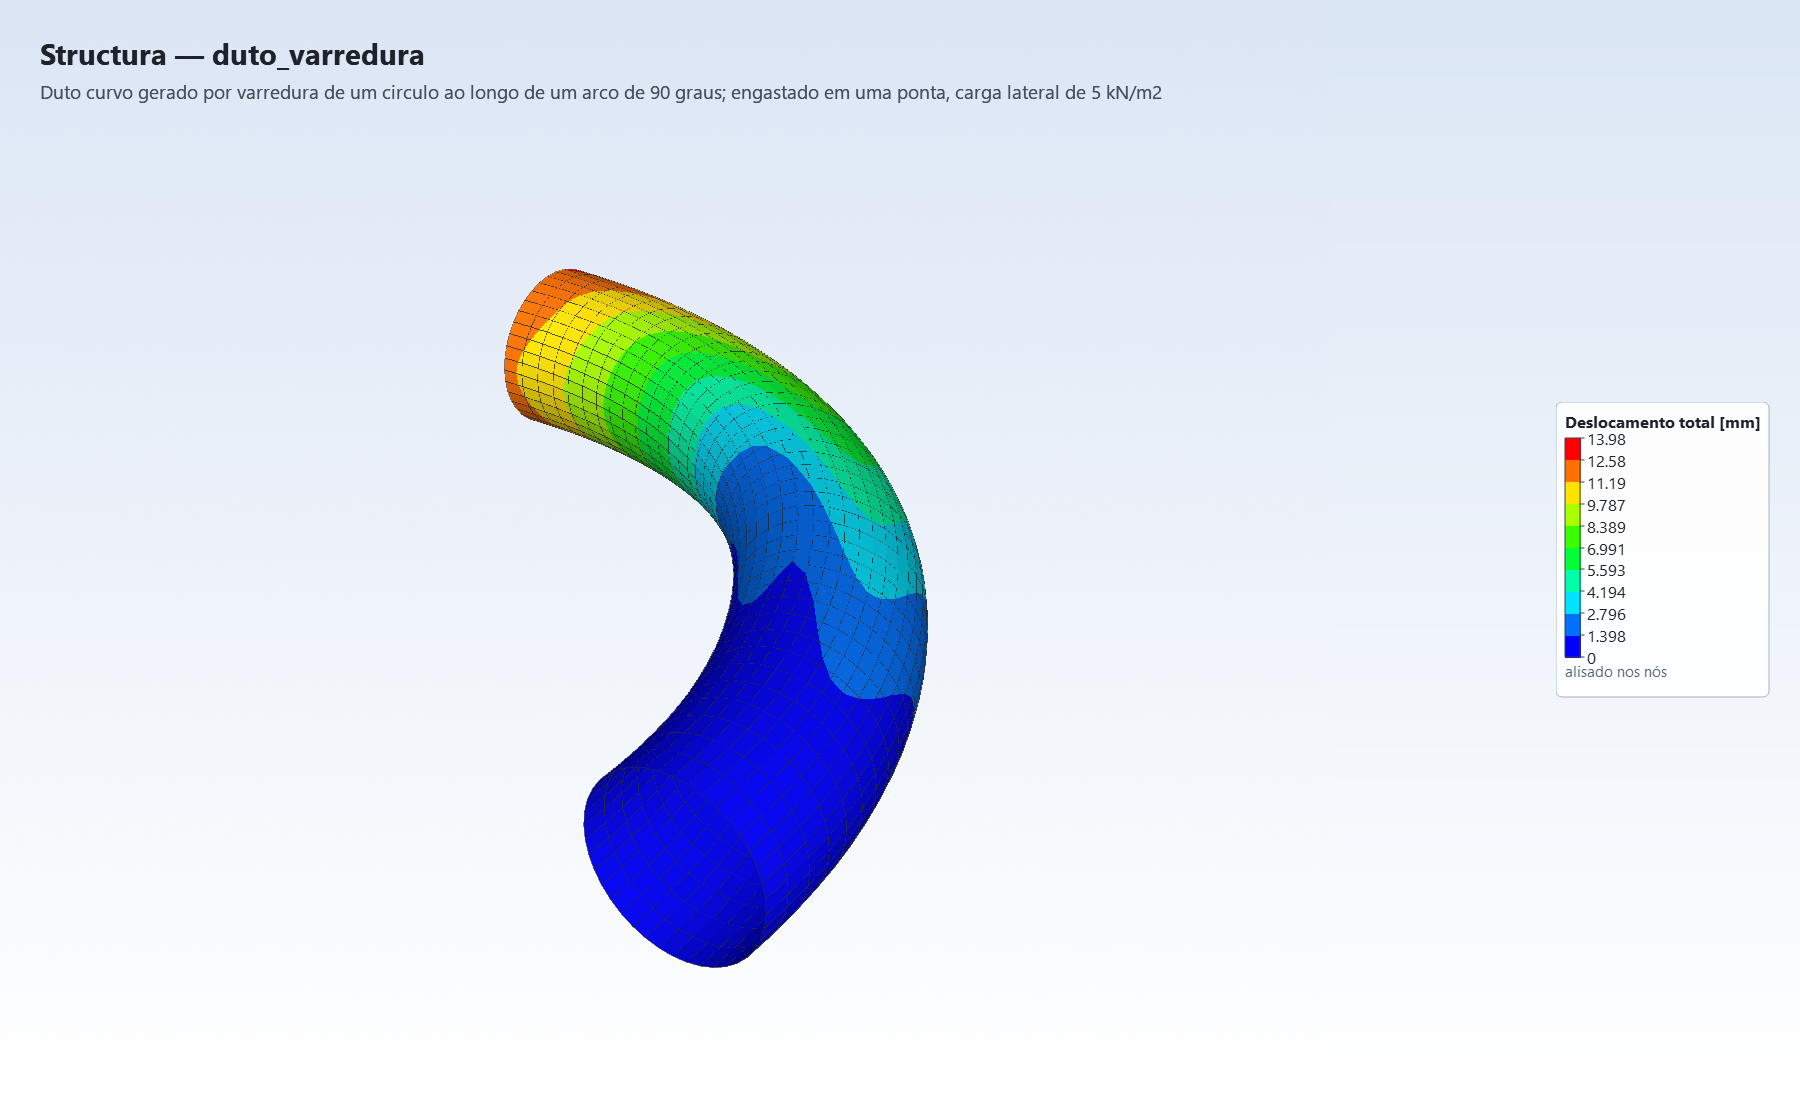 Structura — duto_varredura
Duto curvo gerado por varredura de um circulo ao longo de um arco de 90 graus; engastado em uma ponta, carga lateral de 5 kN/m2
Deslocamento total [mm]
13.98
12.58
11.19
9.787
8.389
6.991
5.593
4.194
2.796
1.398
0
alisado nos nós